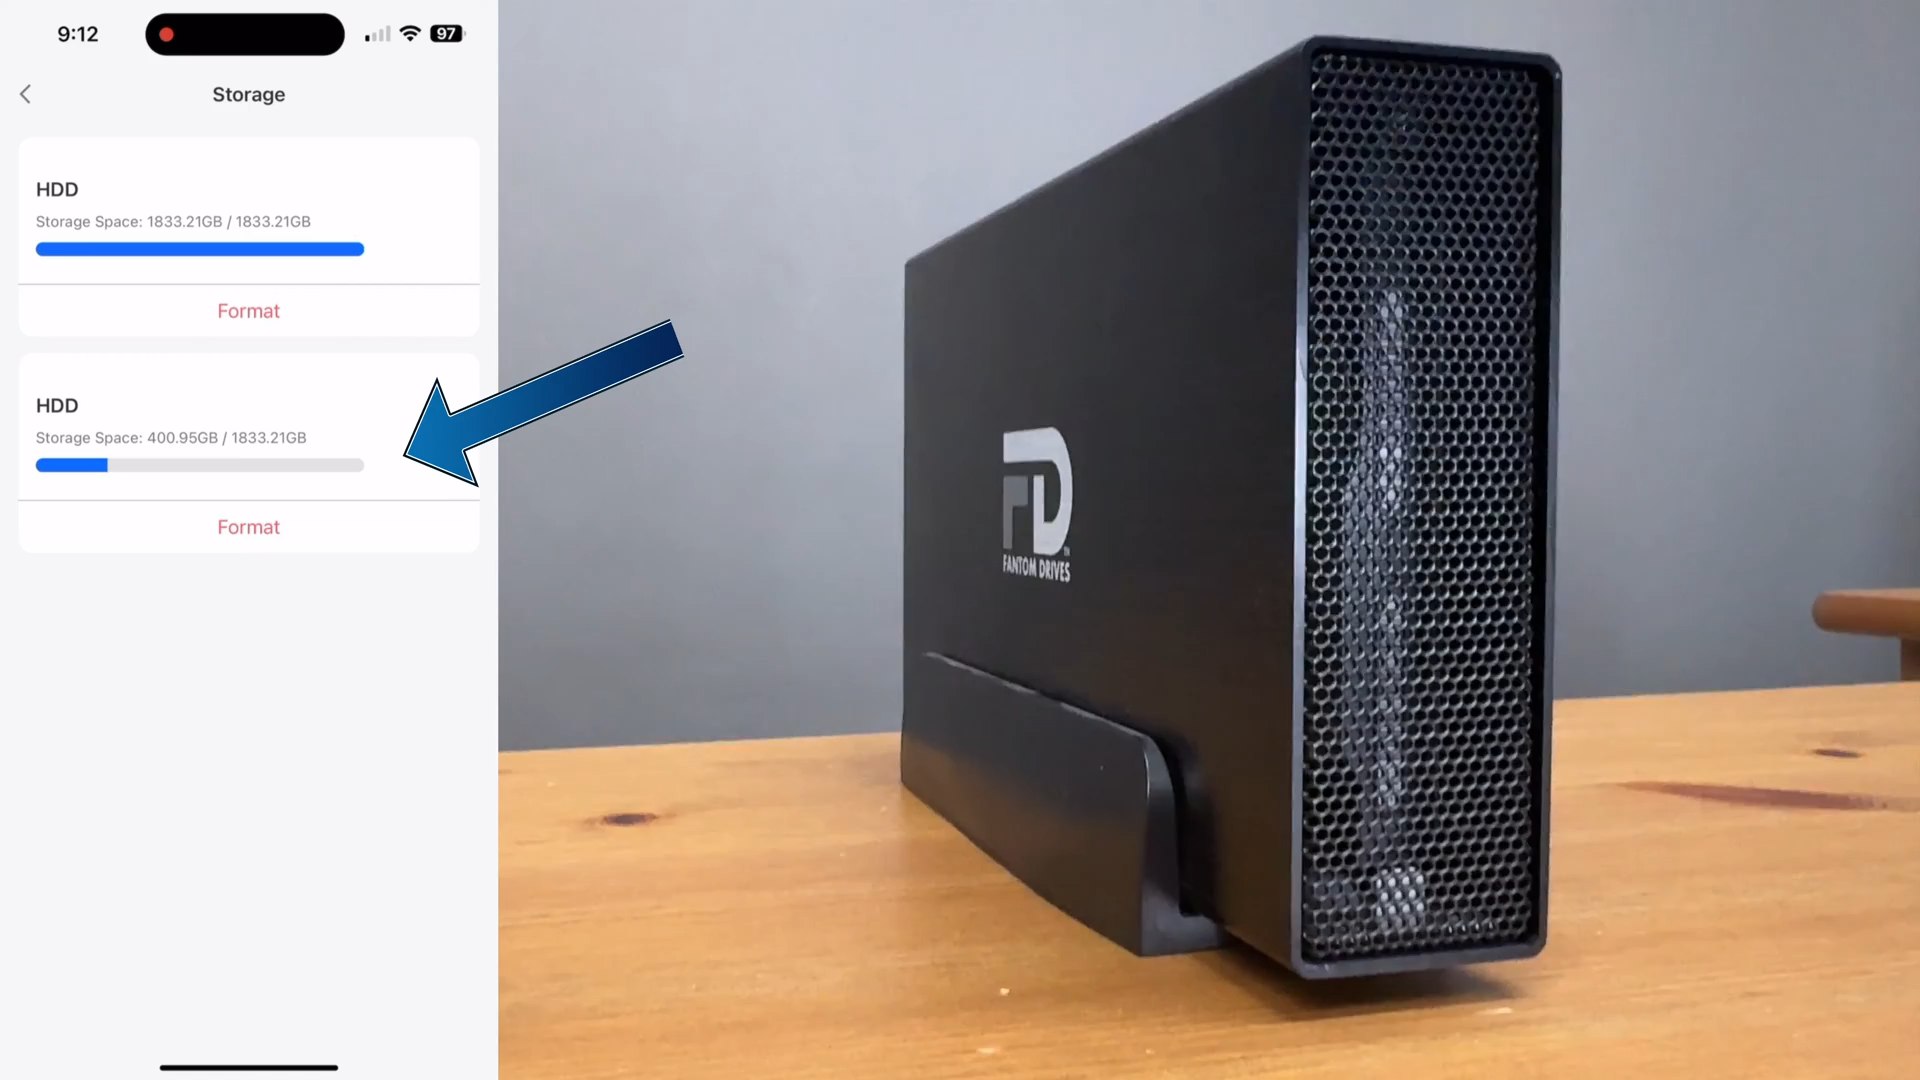 9:12
97
Storage
HDD
Storage Space: 1833.21GB / 1833.21GB
Format
HDD
Storage Space: 400.95GB / 1833.21GB
Format
FD
FANTOM DRIVES